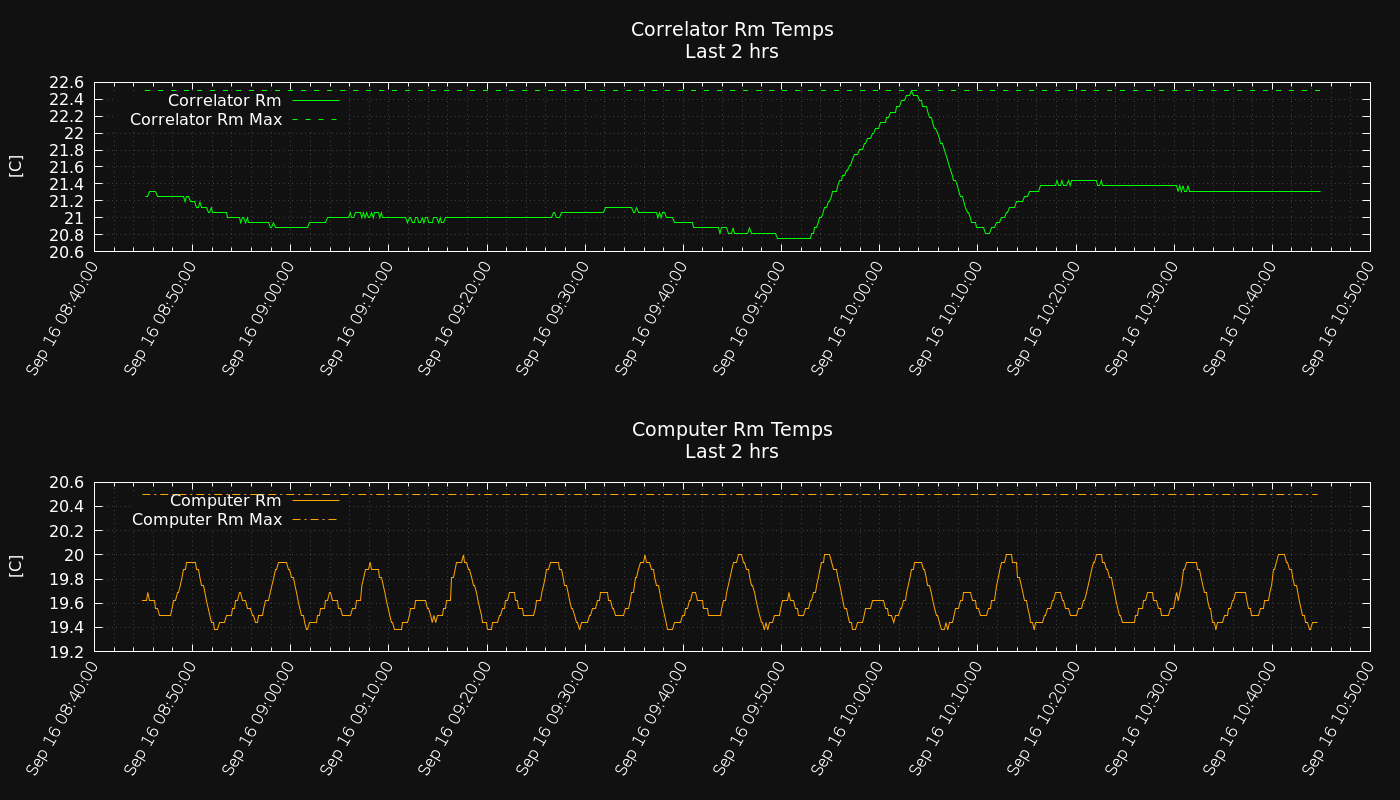 Correlator Rm Temps
Last 2 hrs
[C]
22.6
22.4
22.2
22
21.8
21.6
21.4
21.2
21
20.8
20.6
Correlator Rm
Correlator Rm Max
Sep 16 08:40:00
Sep 16 08:50:00
Sep 16 09:00:00
Sep 16 09:10:00
Sep 16 09:20:00
Sep 16 09:30:00
Sep 16 09:40:00
Sep 16 09:50:00
Sep 16 10:00:00
Sep 16 10:10:00
Sep 16 10:20:00
Sep 16 10:30:00
Sep 16 10:40:00
Sep 16 10:50:00
Computer Rm Temps
Last 2 hrs
[C]
20.6
20.4
20.2
20
19.8
19.6
19.4
19.2
Computer Rm
Computer Rm Max
Sep 16 08:40:00
Sep 16 08:50:00
Sep 16 09:00:00
Sep 16 09:10:00
Sep 16 09:20:00
Sep 16 09:30:00
Sep 16 09:40:00
Sep 16 09:50:00
Sep 16 10:00:00
Sep 16 10:10:00
Sep 16 10:20:00
Sep 16 10:30:00
Sep 16 10:40:00
Sep 16 10:50:00